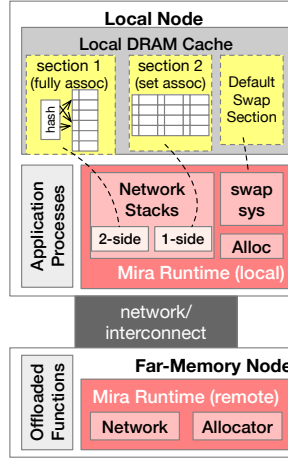 Local Node
Local DRAM Cache
section 1
(fully assoc)
hash
section 2
(set assoc)
Default
Swap
Section
Application
Processes
Network
Stacks
2-side
1-side
swap
sys
Alloc
Mira Runtime (local)
network/
interconnect
Far-Memory Node
Offloaded
Functions
Mira Runtime (remote)
Network
Allocator